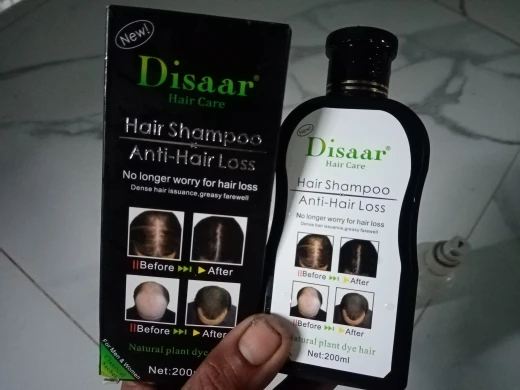 New!
Disaar®
Hair Care
Hair Shampoo
Anti-Hair Loss
No longer worry for hair loss
Dense hair issuance,greasy farewell
Before
After
Before
After
For Men & Women
Natural plant dye
Net:200
New
Disaar®
Hair Care
Hair Shampoo
Anti-Hair Loss
No longer worry for hair loss
Dense hair issuance,greasy farewell
Before
After
Before
After
Natural plant dye hair
Net:200ml